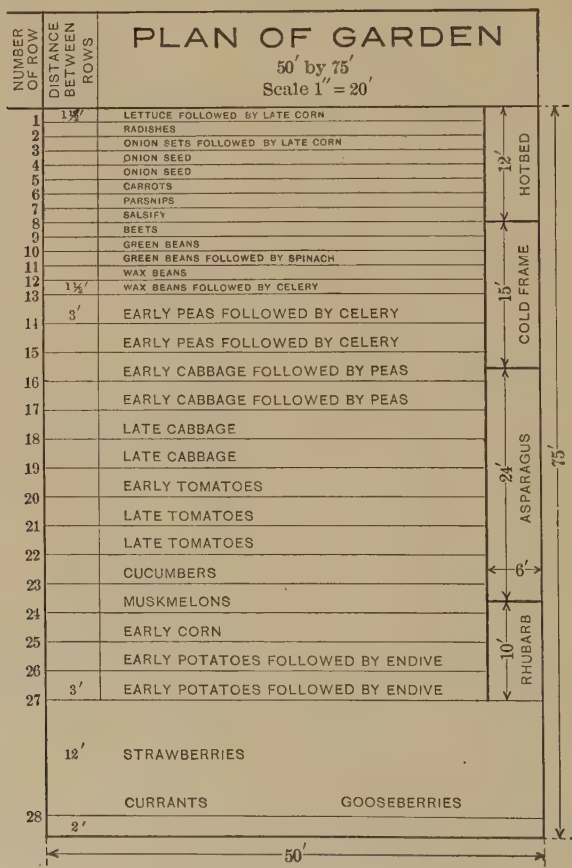 NUMBER OF ROW
DISTANCE BETWEEN ROWS
PLAN OF GARDEN
50' by 75'
Scale 1" = 20'
1 1½' LETTUCE FOLLOWED BY LATE CORN
2 RADISHES
3 ONION SETS FOLLOWED BY LATE CORN
4 ONION SEED
5 ONION SEED
6 CARROTS
7 PARSNIPS
8 SALSIFY
9 BEETS
10 GREEN BEANS
11 GREEN BEANS FOLLOWED BY SPINACH
12 WAX BEANS
13 1½' WAX BEANS FOLLOWED BY CELERY
14 3' EARLY PEAS FOLLOWED BY CELERY
15 EARLY PEAS FOLLOWED BY CELERY
16 EARLY CABBAGE FOLLOWED BY PEAS
17 EARLY CABBAGE FOLLOWED BY PEAS
18 LATE CABBAGE
19 LATE CABBAGE
20 EARLY TOMATOES
21 LATE TOMATOES
22 LATE TOMATOES
23 CUCUMBERS
24 MUSKMELONS
25 EARLY CORN
26 EARLY POTATOES FOLLOWED BY ENDIVE
27 3' EARLY POTATOES FOLLOWED BY ENDIVE
12' STRAWBERRIES
28 CURRANTS GOOSEBERRIES
2'
12' HOTBED
15' COLD FRAME
24' ASPARAGUS
6'
10' RHUBARB
75'
50'